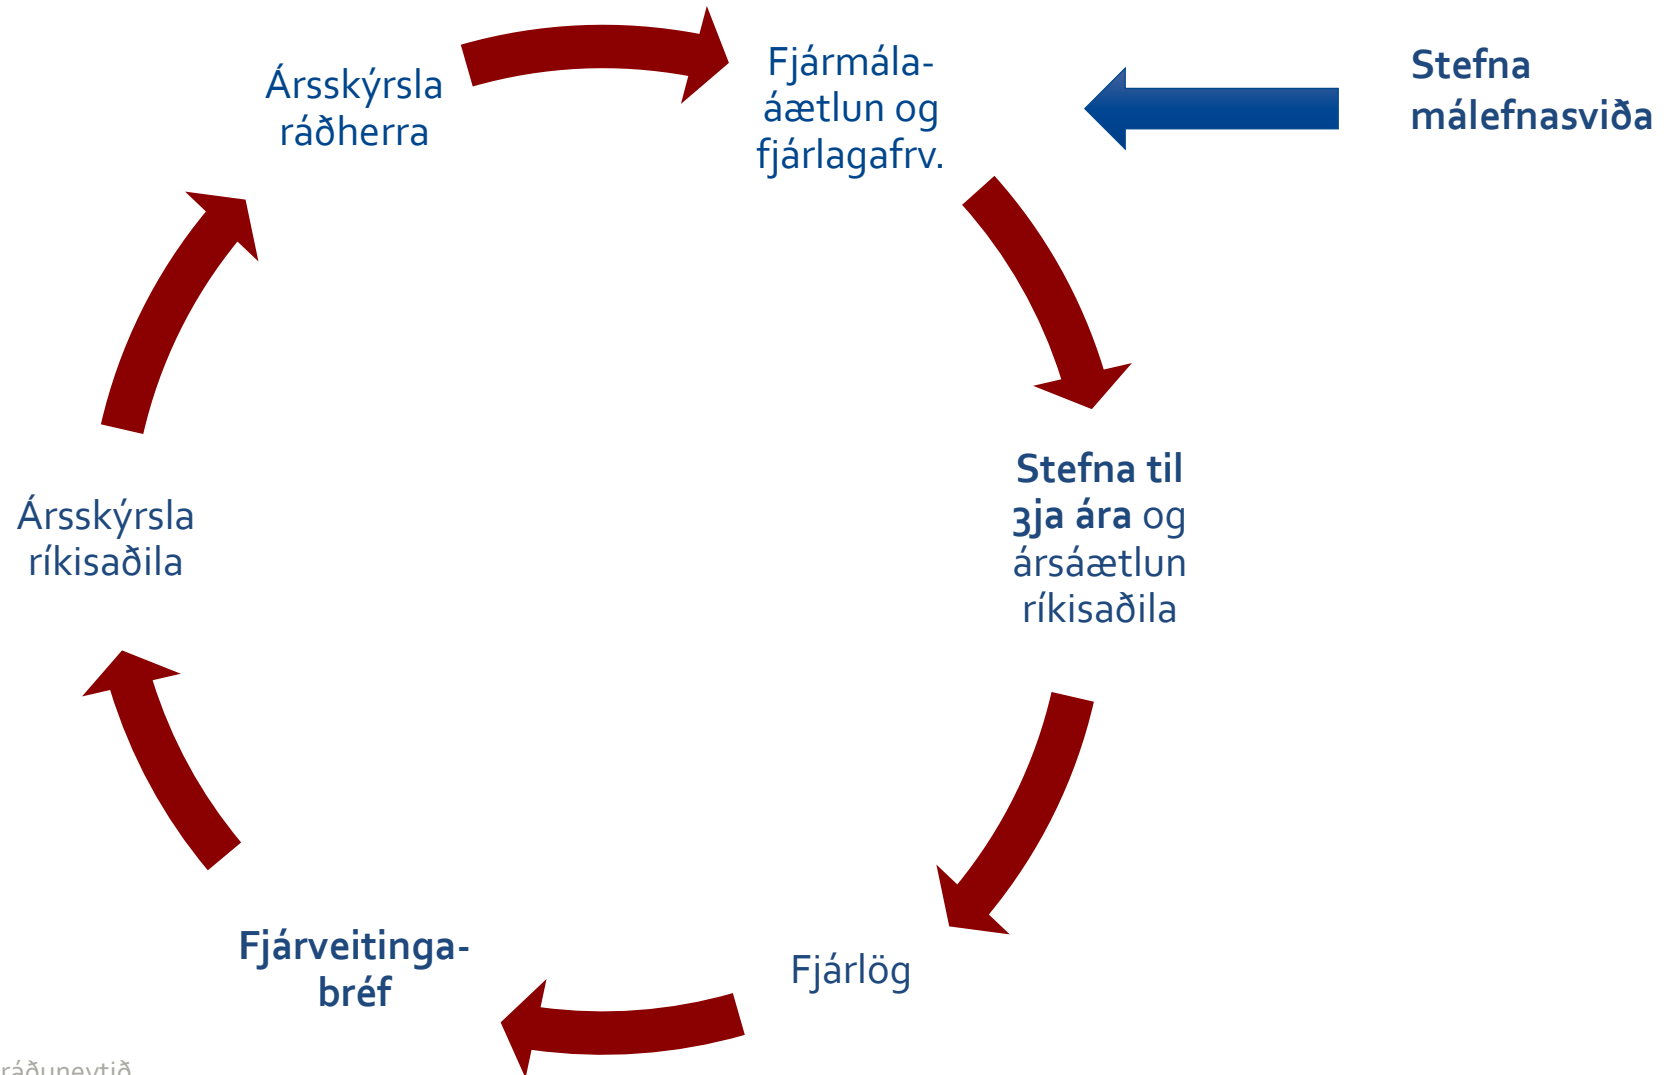 Ársskýrsla
ráðherra
Fjármála-
áætlun og
fjárlagafrv.
Stefna
málefnasviða
Stefna til
3ja ára og
ársáætlun
ríkisaðila
Fjárlög
Fjárveitinga-
bréf
Ársskýrsla
ríkisaðila
ráðuneytið